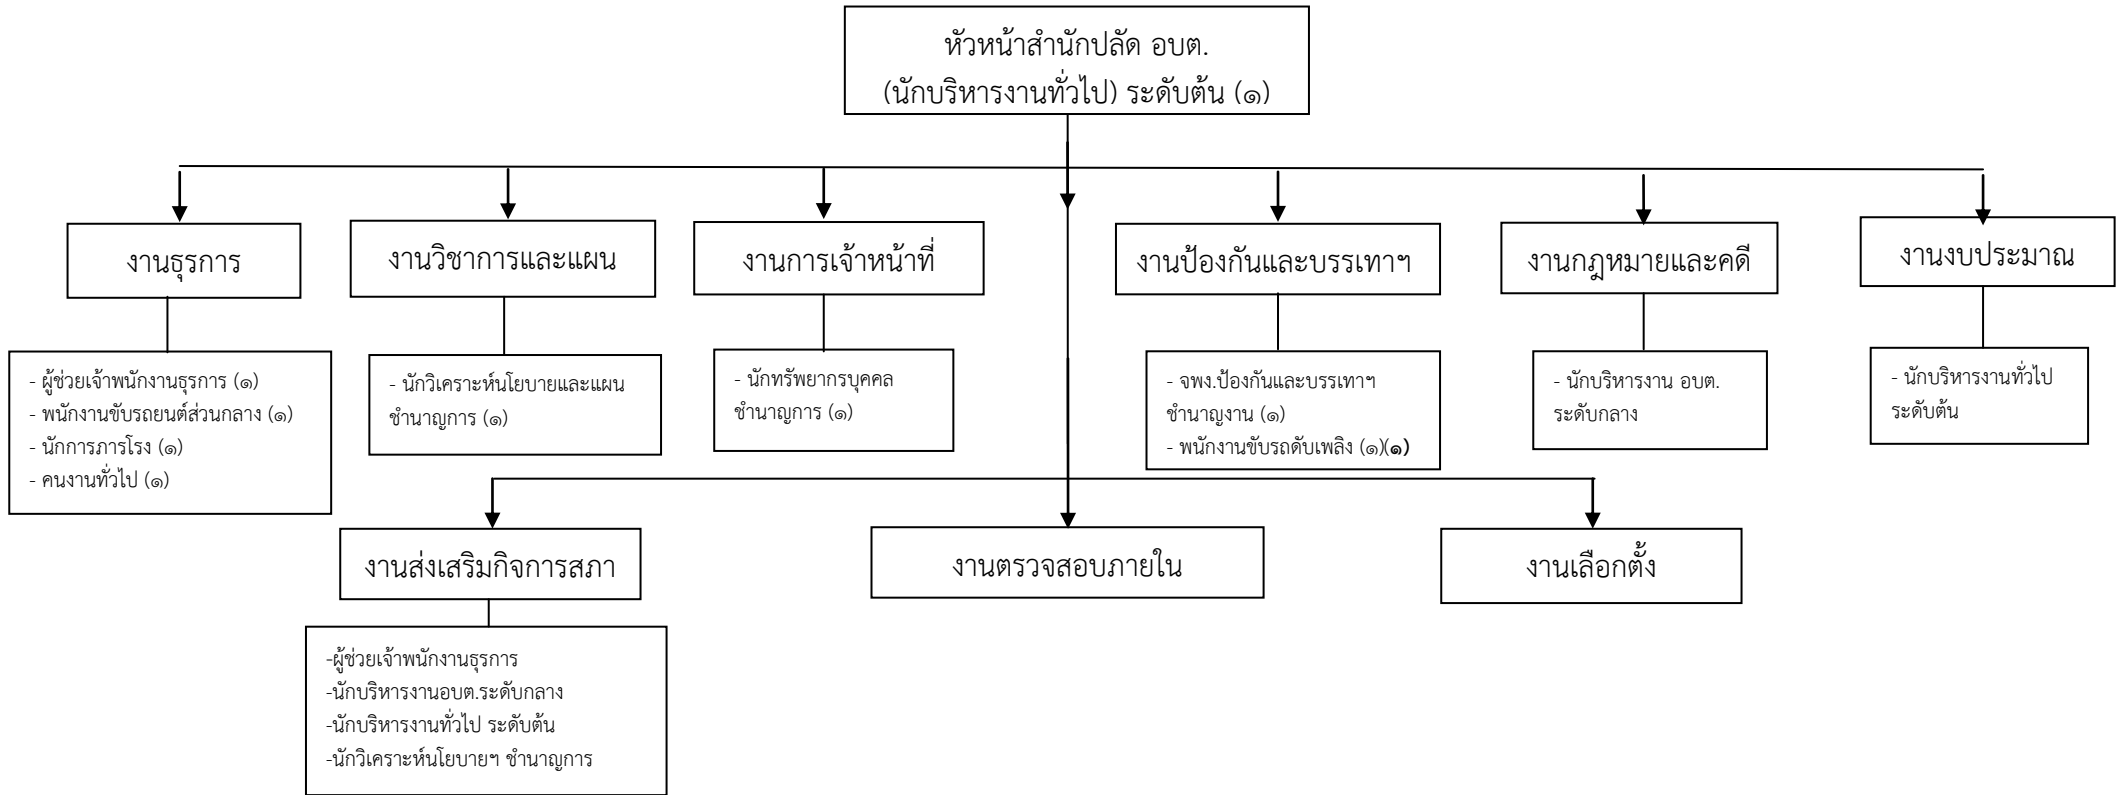 หัวหน้าสำนักปลัด อบต.
(นักบริหารงานทั่วไป) ระดับต้น (๑)
งานธุรการ
งานวิชาการและแผน
งานการเจ้าหน้าที่
งานป้องกันและบรรเทาฯ
งานกฎหมายและคดี
งานงบประมาณ
- ผู้ช่วยเจ้าพนักงานธุรการ (๑)
- พนักงานขับรถยนต์ส่วนกลาง (๑)
- นักการภารโรง (๑)
- คนงานทั่วไป (๑)
- นักวิเคราะห์นโยบายและแผน
ชำนาญการ (๑)
- นักทรัพยากรบุคคล
ชำนาญการ (๑)
- จพง.ป้องกันและบรรเทาฯ
ชำนาญงาน (๑)
- พนักงานขับรถดับเพลิง (๑)(๑)
- นักบริหารงาน อบต.
ระดับกลาง
- นักบริหารงานทั่วไป
ระดับต้น
งานส่งเสริมกิจการสภา
งานตรวจสอบภายใน
งานเลือกตั้ง
-ผู้ช่วยเจ้าพนักงานธุรการ
-นักบริหารงานอบต.ระดับกลาง
-นักบริหารงานทั่วไป ระดับต้น
-นักวิเคราะห์นโยบายฯ ชำนาญการ